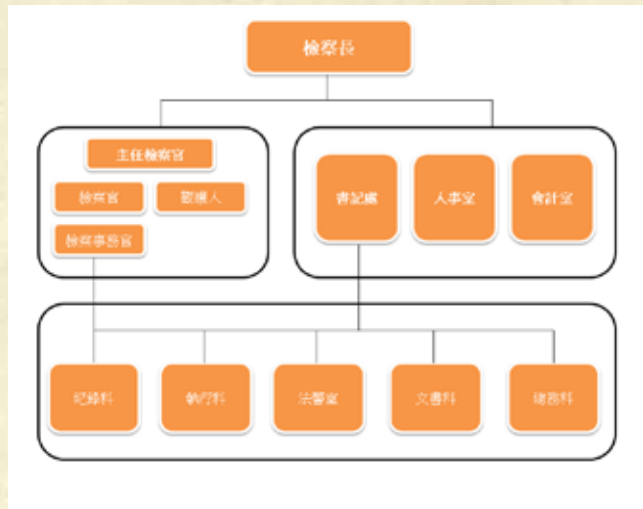 檢察長
主任檢察官
檢察官
觀護人
檢察事務官
書記處
人事室
會計室
紀錄科
執行科
法警室
文書科
總務科